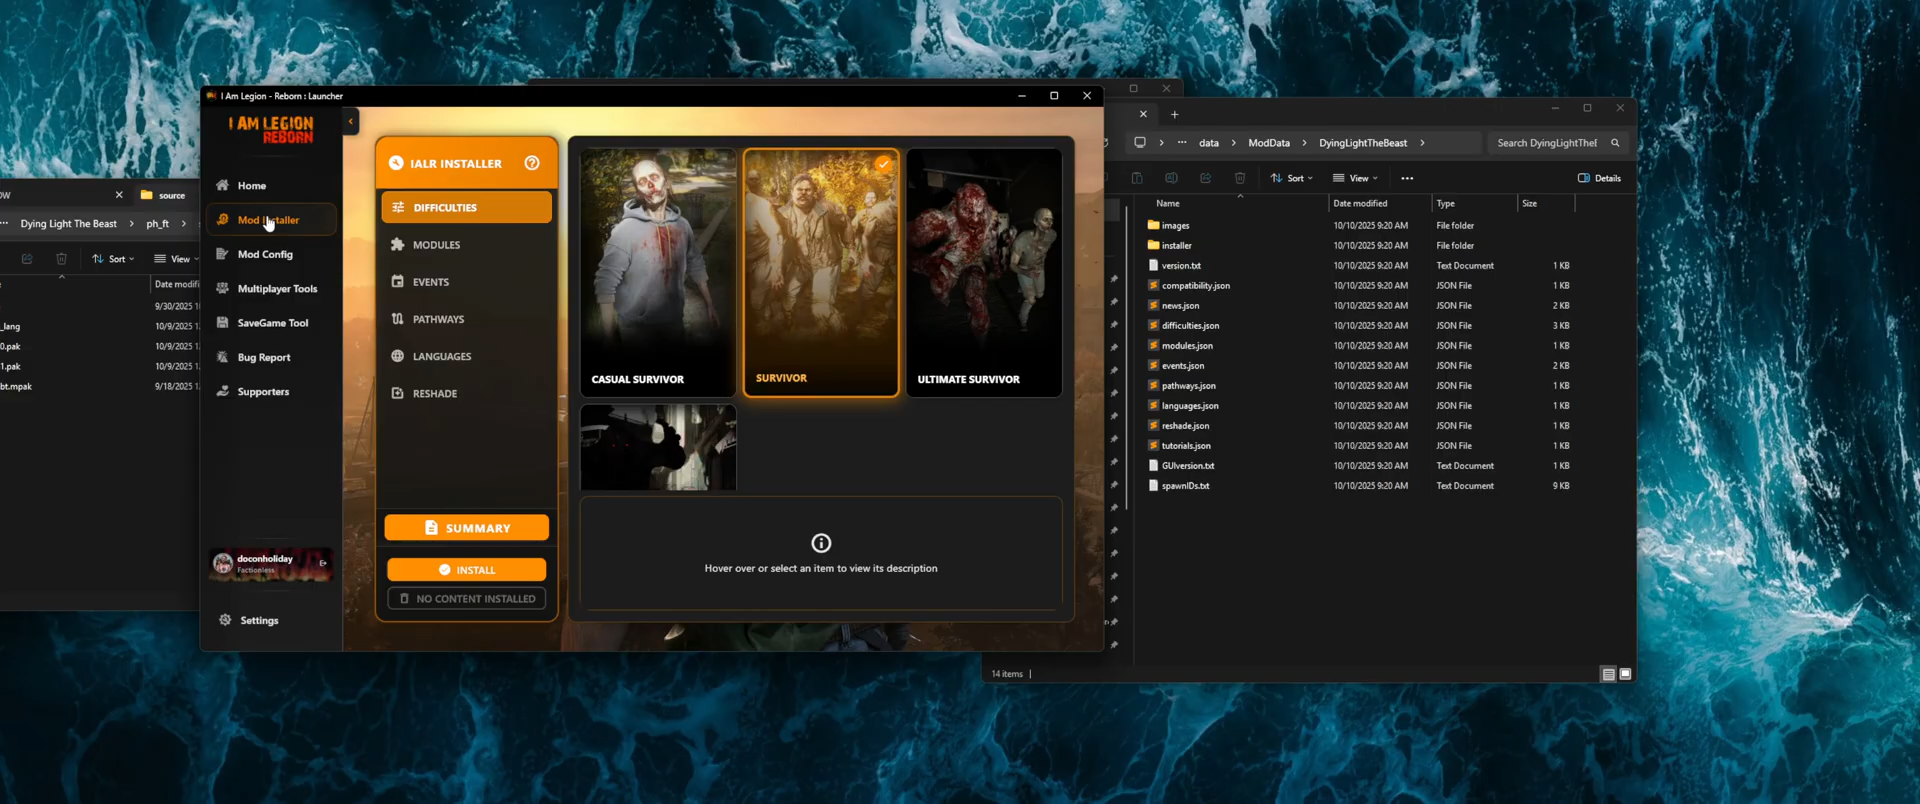 I Am Legion - Reborn : Launcher
I AM LEGION
REBORN
Home
Mod Installer
Mod Config
Multiplayer Tools
SaveGame Tool
Bug Report
Supporters
doconholiday
Factionless
Settings
IALR INSTALLER
DIFFICULTIES
MODULES
EVENTS
PATHWAYS
LANGUAGES
RESHADE
SUMMARY
INSTALL
NO CONTENT INSTALLED
CASUAL SURVIVOR
SURVIVOR
ULTIMATE SURVIVOR
Hover over or select an item to view its description
source
Dying Light The Beast > ph_ft >
Sort
View
Date modifi
9/30/2025 1
_lang 10/9/2025 1
0.pak 10/9/2025 1
1.pak 10/9/2025 1
bt.mpak 9/18/2025 1
data > ModData > DyingLightTheBeast >
Search DyingLightTheI
Sort
View
Details
Name Date modified Type Size
images 10/10/2025 9:20 AM File folder
installer 10/10/2025 9:20 AM File folder
version.txt 10/10/2025 9:20 AM Text Document 1 KB
compatibility.json 10/10/2025 9:20 AM JSON File 1 KB
news.json 10/10/2025 9:20 AM JSON File 2 KB
difficulties.json 10/10/2025 9:20 AM JSON File 3 KB
modules.json 10/10/2025 9:20 AM JSON File 1 KB
events.json 10/10/2025 9:20 AM JSON File 2 KB
pathways.json 10/10/2025 9:20 AM JSON File 1 KB
languages.json 10/10/2025 9:20 AM JSON File 1 KB
reshade.json 10/10/2025 9:20 AM JSON File 1 KB
tutorials.json 10/10/2025 9:20 AM JSON File 1 KB
GUIversion.txt 10/10/2025 9:20 AM Text Document 1 KB
spawnIDs.txt 10/10/2025 9:20 AM Text Document 9 KB
14 items